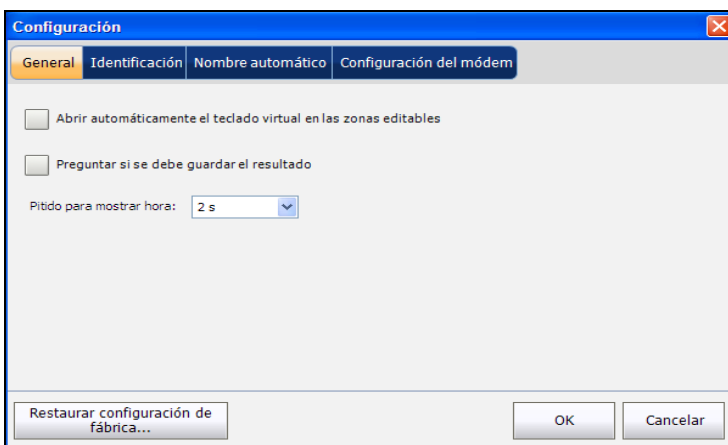 Configuración
General Identificación Nombre automático Configuración del módem
Abrir automáticamente el teclado virtual en las zonas editables
Preguntar si se debe guardar el resultado
Pitido para mostrar hora: 2 s
Restaurar configuración de
fábrica...
OK Cancelar